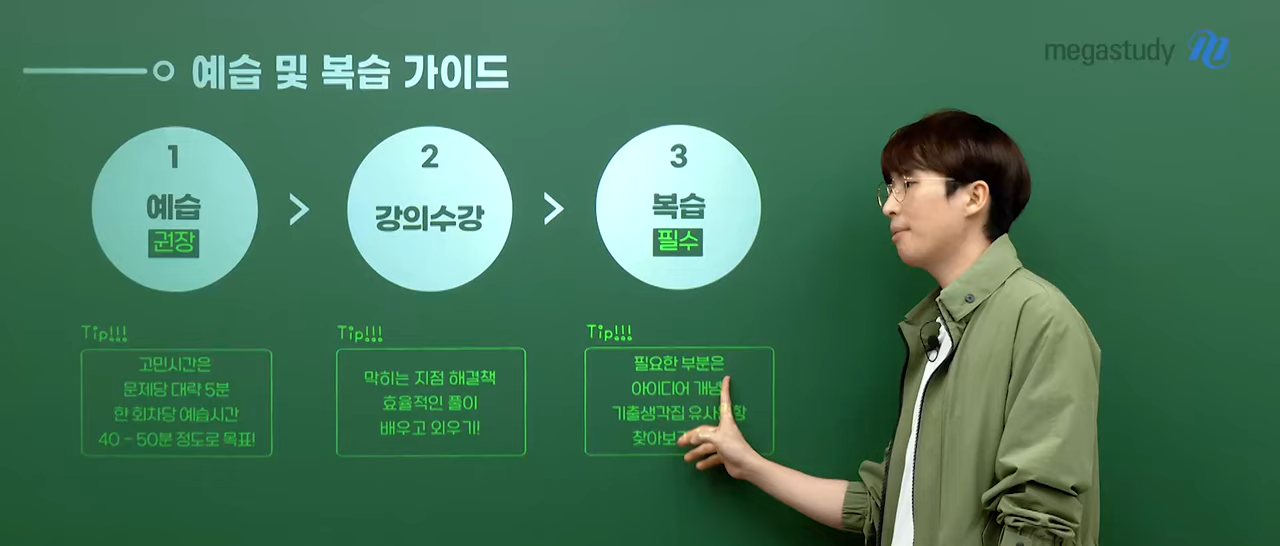 예습 및 복습 가이드
megastudy
1
예습
권장
>
2
강의수강
>
3
복습
필수
Tip!!!
고민시간은
문제당 대략 5분
한 회차당 예습시간
40 - 50분 정도로 목표!
Tip!!!
막히는 지점 해결책
효율적인 풀이
배우고 외우기!
Tip!!!
필요한 부분은
아이디어 개념
기출생각집
찾아보